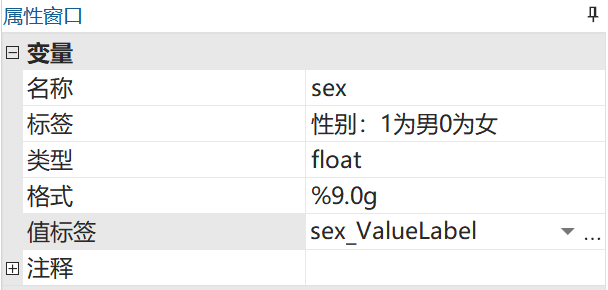 属性窗口
变量
名称 sex
标签 性别：1为男0为女
类型 float
格式 %9.0g
值标签 sex_ValueLabel ...
注释